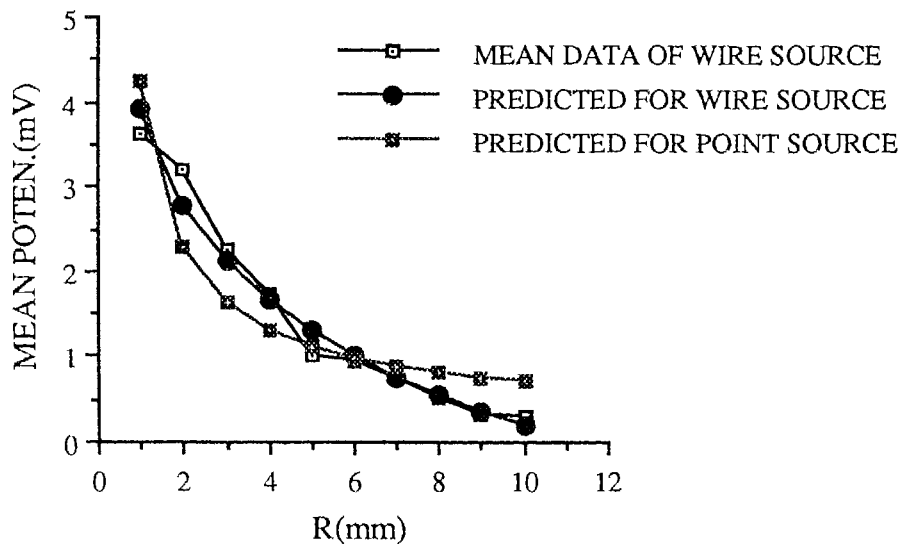 5
4
3
2
1
0
MEAN POTEN.(mV)
MEAN DATA OF WIRE SOURCE
PREDICTED FOR WIRE SOURCE
PREDICTED FOR POINT SOURCE
0 2 4 6 8 10 12
R(mm)